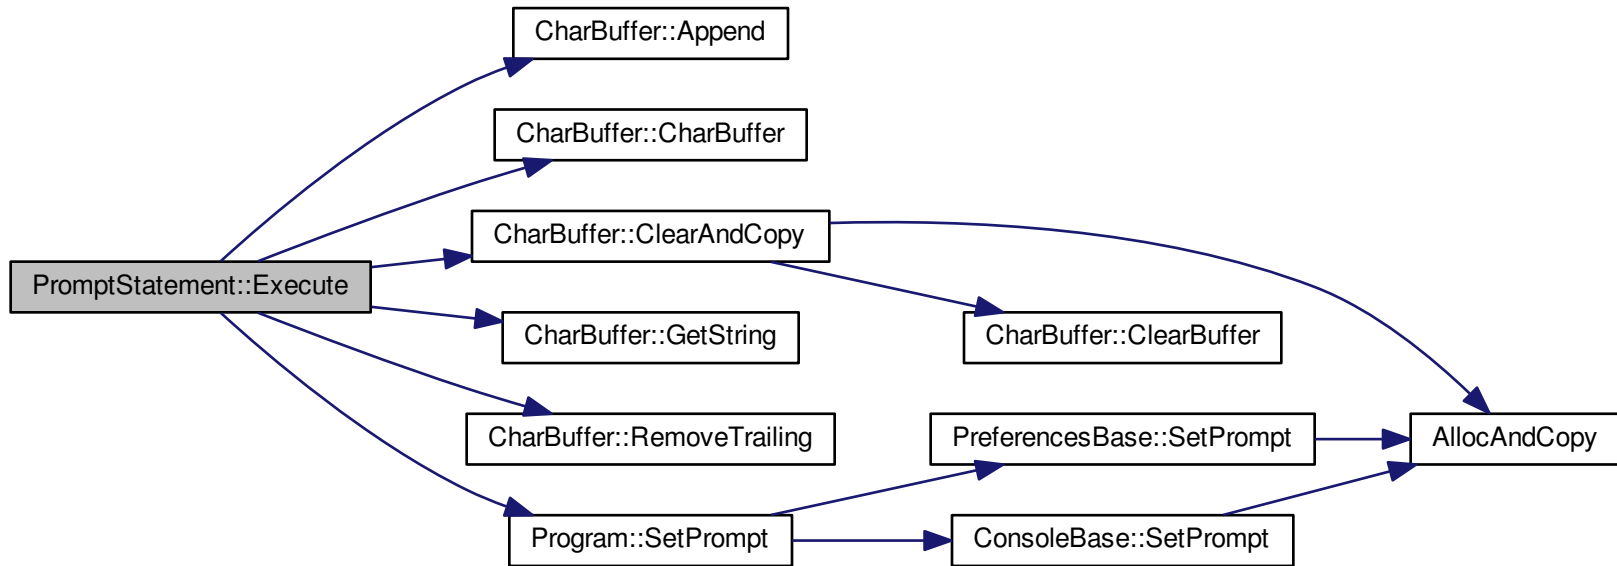 CharBuffer::Append
CharBuffer::CharBuffer
CharBuffer::ClearAndCopy
PromptStatement::Execute
CharBuffer::GetString
CharBuffer::ClearBuffer
CharBuffer::RemoveTrailing
PreferencesBase::SetPrompt
AllocAndCopy
Program::SetPrompt
ConsoleBase::SetPrompt